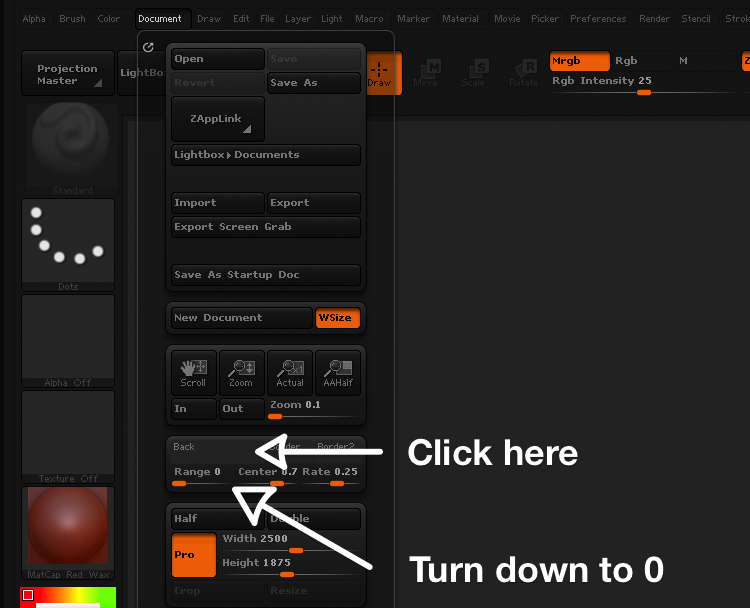 Alpha Brush Color Document Draw Edit File Layer Light Macro Marker Material Movie Picker Preferences Render Stencil Strok
Projection Master
LightBo
Draw
Move
Scale
Rotate
Mrgb Rgb M Z
Rgb Intensity 25
Open Save
Revert Save As
ZAppLink
Lightbox▸Documents
Import Export
Export Screen Grab
Save As Startup Doc
New Document WSize
Scroll Zoom Actual AAHalf
In Out Zoom 0.1
Back Border Border2
Range 0 Center 0.7 Rate 0.25
Half Double
Pro
Width 2500
Height 1875
Crop Resize
Standard
Dots
Alpha Off
Texture Off
MatCap Red Wax
Click here
Turn down to 0